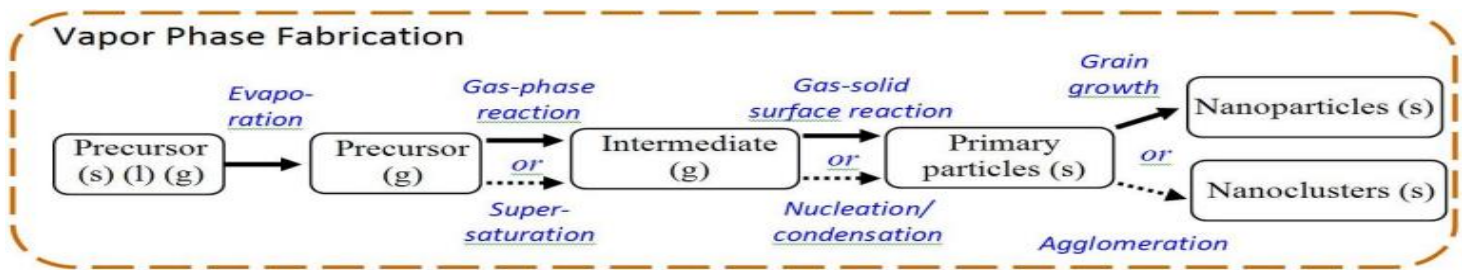 Vapor Phase Fabrication
Evapo-
ration
Gas-phase
reaction
Gas-solid
surface reaction
Grain
growth
Precursor
(s) (l) (g)
Precursor
(g)
or
Intermediate
(g)
or
Primary
particles (s)
or
Nanoparticles (s)
Nanoclusters (s)
Super-
saturation
Nucleation/
condensation
Agglomeration